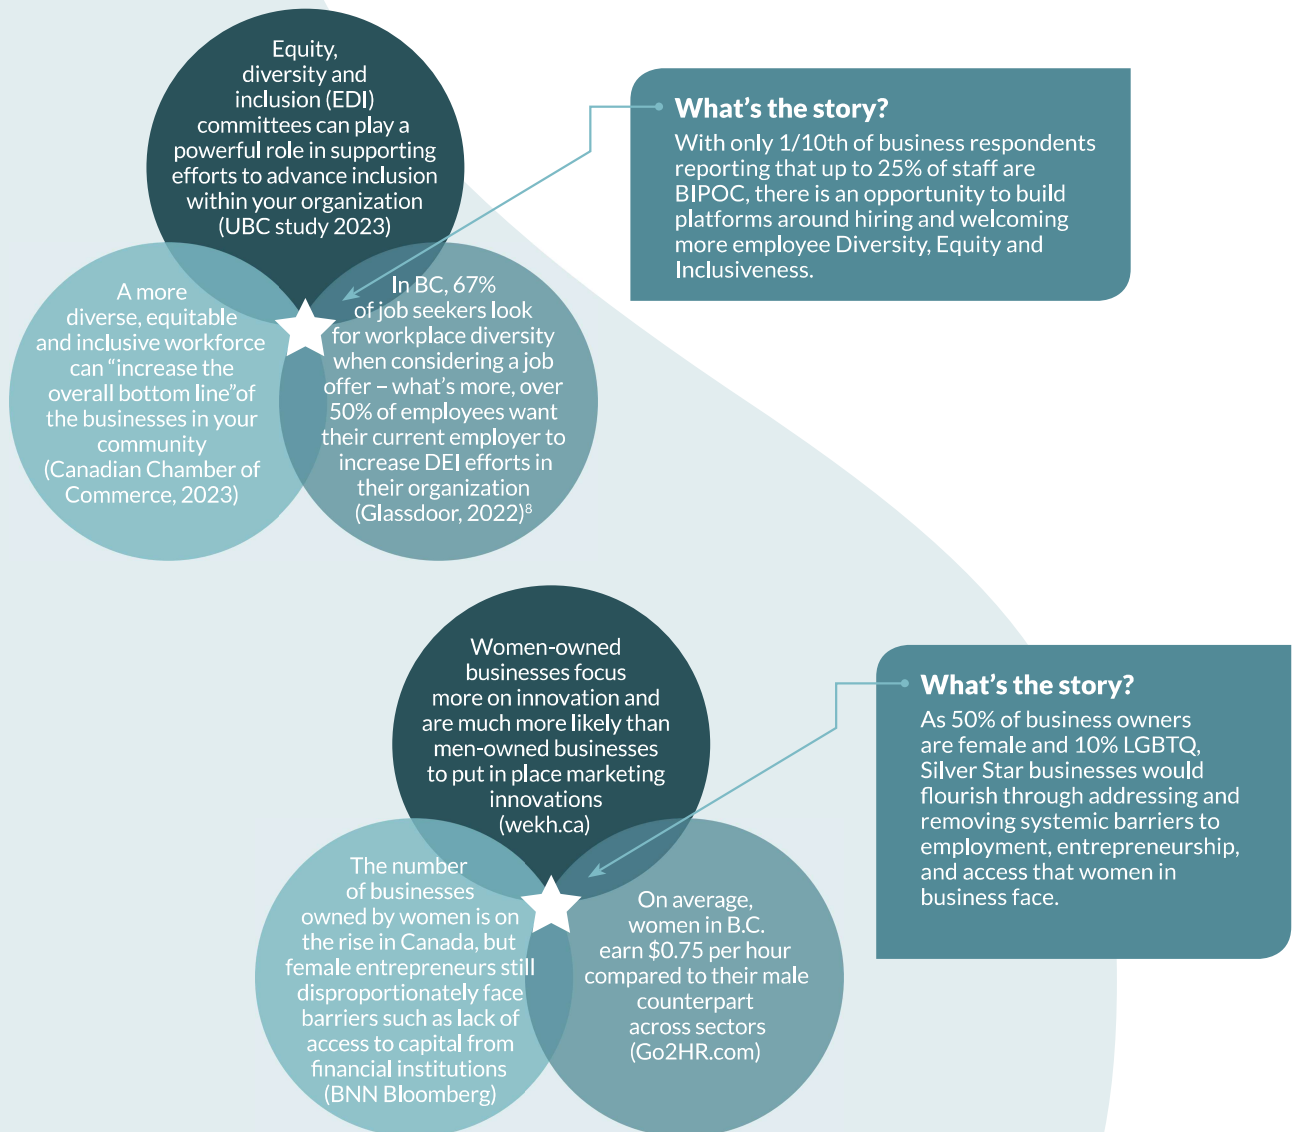 Equity,
diversity and
inclusion (EDI)
committees can play a
powerful role in supporting
efforts to advance inclusion
within your organization
(UBC study 2023)
What's the story?
With only 1/10th of business respondents
reporting that up to 25% of staff are
BIPOC, there is an opportunity to build
platforms around hiring and welcoming
more employee Diversity, Equity and
Inclusiveness.
A more
diverse, equitable
and inclusive workforce
can “increase the
overall bottom line”of
the businesses in your
community
(Canadian Chamber of
Commerce, 2023)
In BC, 67%
of job seekers look
for workplace diversity
when considering a job
offer – what's more, over
50% of employees want
their current employer to
increase DEI efforts in
their organization
(Glassdoor, 2022)⁸
Women-owned
businesses focus
more on innovation and
are much more likely than
men-owned businesses
to put in place marketing
innovations
(wekh.ca)
What's the story?
As 50% of business owners
are female and 10% LGBTQ,
Silver Star businesses would
flourish through addressing and
removing systemic barriers to
employment, entrepreneurship,
and access that women in
business face.
The number
of businesses
owned by women is on
the rise in Canada, but
female entrepreneurs still
disproportionately face
barriers such as lack of
access to capital from
financial institutions
(BNN Bloomberg)
On average,
women in B.C.
earn $0.75 per hour
compared to their male
counterpart
across sectors
(Go2HR.com)